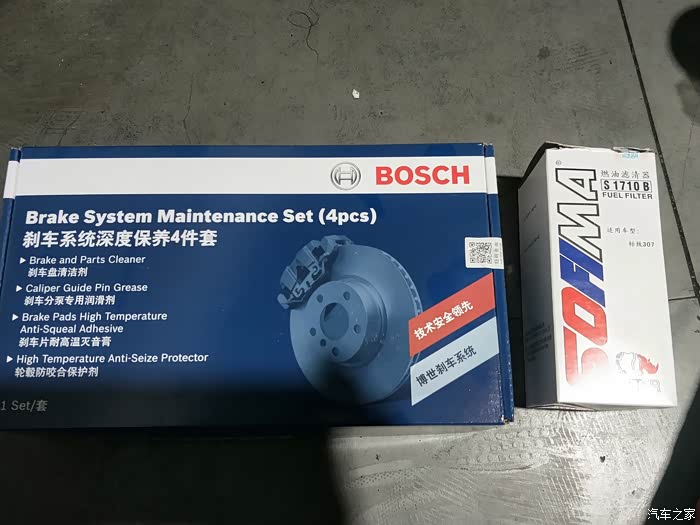 BOSCH
Brake System Maintenance Set (4pcs)
刹车系统深度保养4件套
▶ Brake and Parts Cleaner
刹车盘清洁剂
▶ Caliper Guide Pin Grease
刹车分泵专用润滑剂
▶ Brake Pads High Temperature
Anti-Squeal Adhesive
刹车片耐高温灭音膏
▶ High Temperature Anti-Seize Protector
轮毂防咬合保护剂
1 Set/套
技术安全领先
博世刹车系统
SOFIMA
®
燃油滤清器
S 1710 B
FUEL FILTER
适用车型:
标致307
汽车之家